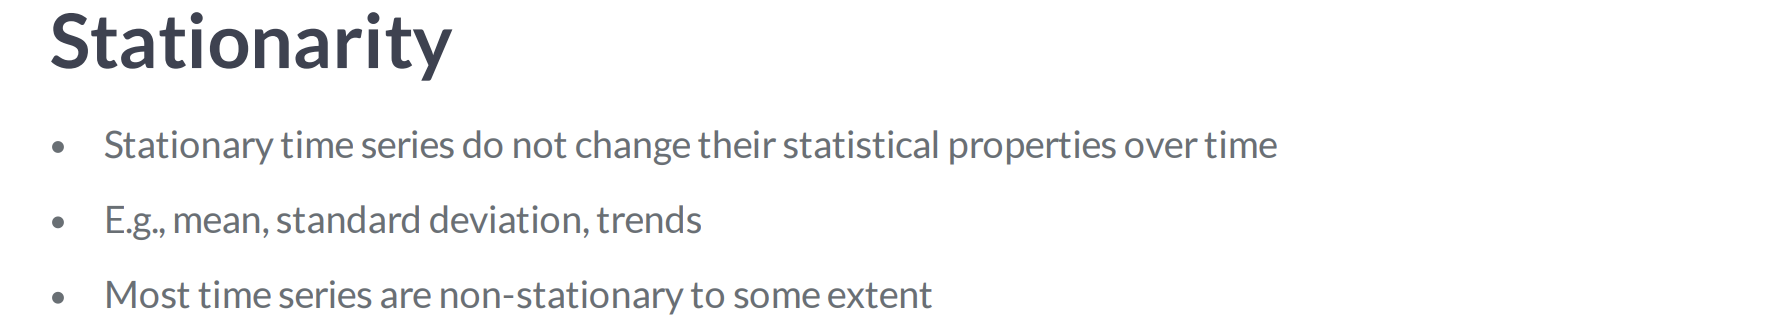 Stationarity
• Stationary time series do not change their statistical properties over time
• E.g., mean, standard deviation, trends
• Most time series are non-stationary to some extent